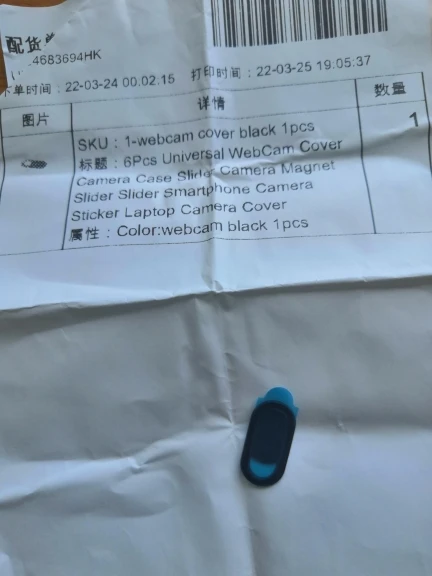 配货单
4683694HK
下单时间：22-03-24 00.02.15 打印时间：22-03-25 19:05:37
图片 详情 数量
SKU：1-webcam cover black 1pcs 1
标题：6Pcs Universal WebCam Cover
Camera Case Slider Camera Magnet
Slider Slider Smartphone Camera
Sticker Laptop Camera Cover
属性：Color:webcam black 1pcs